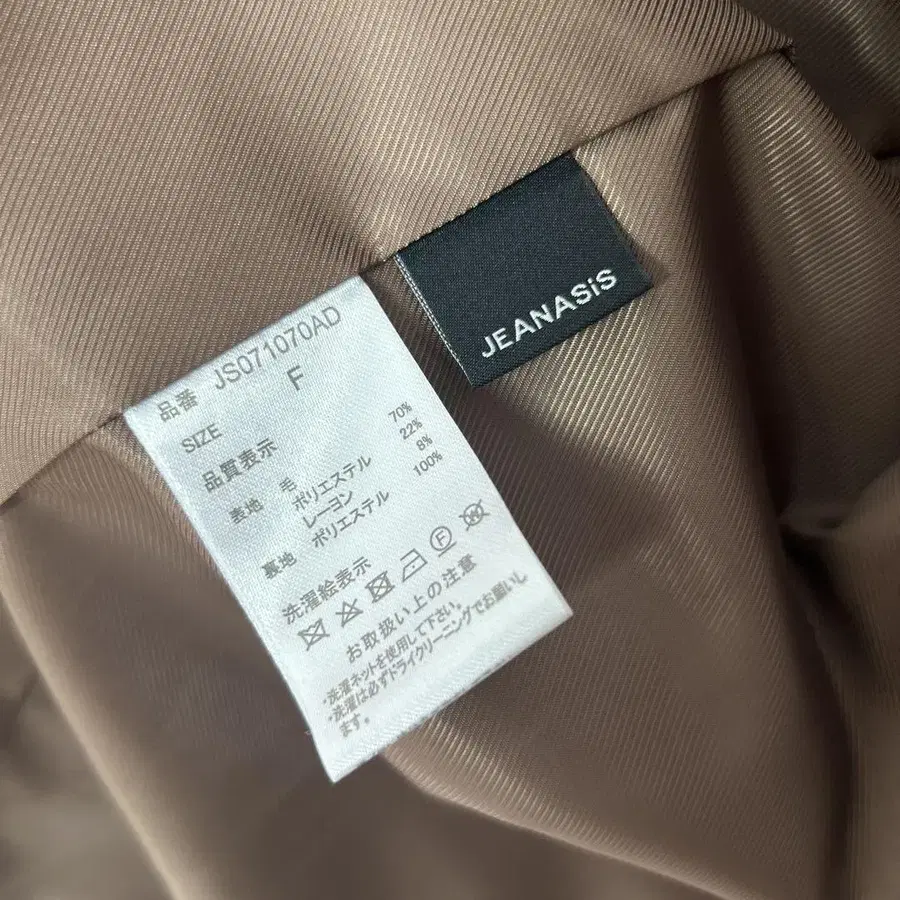 JEANASiS
品番 JS071070AD
SIZE F
品質表示
表地 毛 70%
ポリエステル 22%
レーヨン 8%
裏地 ポリエステル 100%
洗濯絵表示
F
お取扱い上の注意
・洗濯ネットを使用して下さい。
・洗濯は必ずドライクリーニングでお願いし
ます。